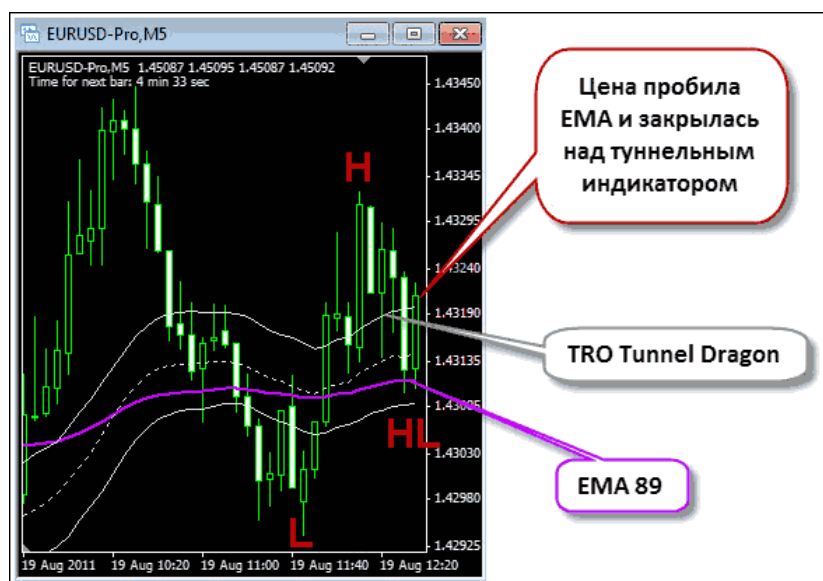 EURUSD-Pro,M5
EURUSD-Pro,M5 1.45087 1.45095 1.45087 1.45092
Time for next bar: 4 min 33 sec
1.43450
1.43400
1.43345
1.43295
1.43240
1.43190
1.43135
1.43085
1.43030
1.42980
1.42925
H
L
HL
19 Aug 2011 19 Aug 10:20 19 Aug 11:00 19 Aug 11:40 19 Aug 12:20
Цена пробила
EMA и закрылась
над туннельным
индикатором
TRO Tunnel Dragon
EMA 89